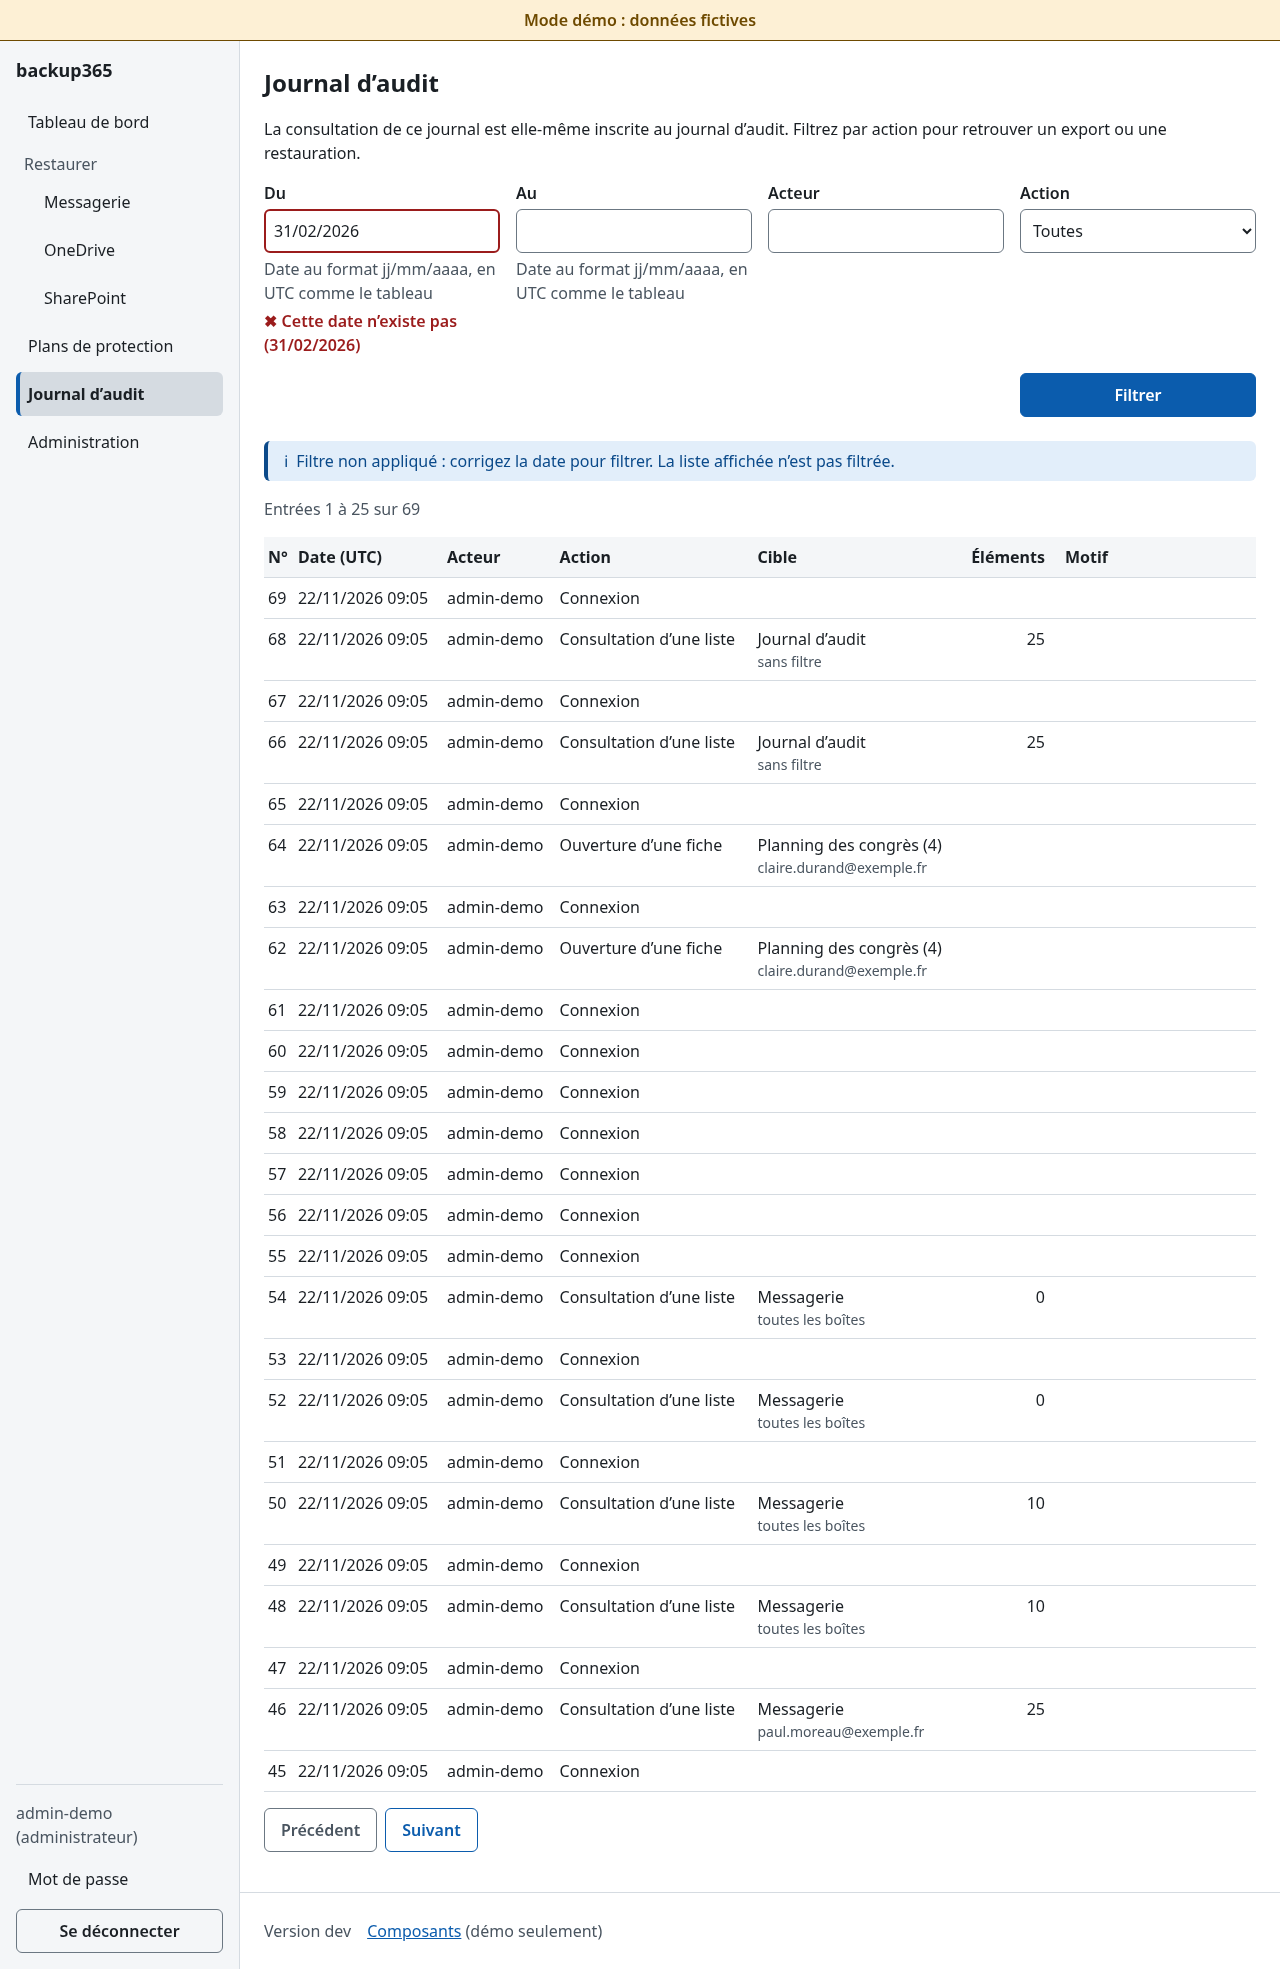 Mode démo : données fictives
backup365
Tableau de bord
Restaurer
Messagerie
OneDrive
SharePoint
Plans de protection
Journal d’audit
Administration
admin-demo
(administrateur)
Mot de passe
Se déconnecter
Journal d’audit
La consultation de ce journal est elle-même inscrite au journal d’audit. Filtrez par action pour retrouver un export ou une
restauration.
Du
31/02/2026
Date au format jj/mm/aaaa, en
UTC comme le tableau
✖ Cette date n’existe pas
(31/02/2026)
Au
Date au format jj/mm/aaaa, en
UTC comme le tableau
Acteur
Action
Toutes
Filtrer
i Filtre non appliqué : corrigez la date pour filtrer. La liste affichée n’est pas filtrée.
Entrées 1 à 25 sur 69
N° Date (UTC) Acteur Action Cible Éléments Motif
69 22/11/2026 09:05 admin-demo Connexion
68 22/11/2026 09:05 admin-demo Consultation d’une liste Journal d’audit 25
sans filtre
67 22/11/2026 09:05 admin-demo Connexion
66 22/11/2026 09:05 admin-demo Consultation d’une liste Journal d’audit 25
sans filtre
65 22/11/2026 09:05 admin-demo Connexion
64 22/11/2026 09:05 admin-demo Ouverture d’une fiche Planning des congrès (4)
claire.durand@exemple.fr
63 22/11/2026 09:05 admin-demo Connexion
62 22/11/2026 09:05 admin-demo Ouverture d’une fiche Planning des congrès (4)
claire.durand@exemple.fr
61 22/11/2026 09:05 admin-demo Connexion
60 22/11/2026 09:05 admin-demo Connexion
59 22/11/2026 09:05 admin-demo Connexion
58 22/11/2026 09:05 admin-demo Connexion
57 22/11/2026 09:05 admin-demo Connexion
56 22/11/2026 09:05 admin-demo Connexion
55 22/11/2026 09:05 admin-demo Connexion
54 22/11/2026 09:05 admin-demo Consultation d’une liste Messagerie 0
toutes les boîtes
53 22/11/2026 09:05 admin-demo Connexion
52 22/11/2026 09:05 admin-demo Consultation d’une liste Messagerie 0
toutes les boîtes
51 22/11/2026 09:05 admin-demo Connexion
50 22/11/2026 09:05 admin-demo Consultation d’une liste Messagerie 10
toutes les boîtes
49 22/11/2026 09:05 admin-demo Connexion
48 22/11/2026 09:05 admin-demo Consultation d’une liste Messagerie 10
toutes les boîtes
47 22/11/2026 09:05 admin-demo Connexion
46 22/11/2026 09:05 admin-demo Consultation d’une liste Messagerie 25
paul.moreau@exemple.fr
45 22/11/2026 09:05 admin-demo Connexion
Précédent Suivant
Version dev Composants (démo seulement)